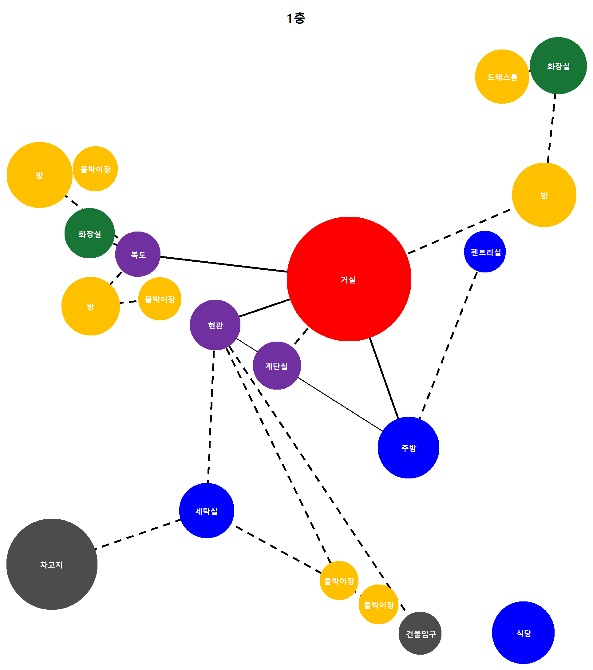 1층
화장실
드레스룸
방
붙박이장
방
화장실
복도
펜트리실
거실
방
붙박이장
현관
계단실
주방
세탁실
차고지
붙박이장
붙박이장
건물입구
식당